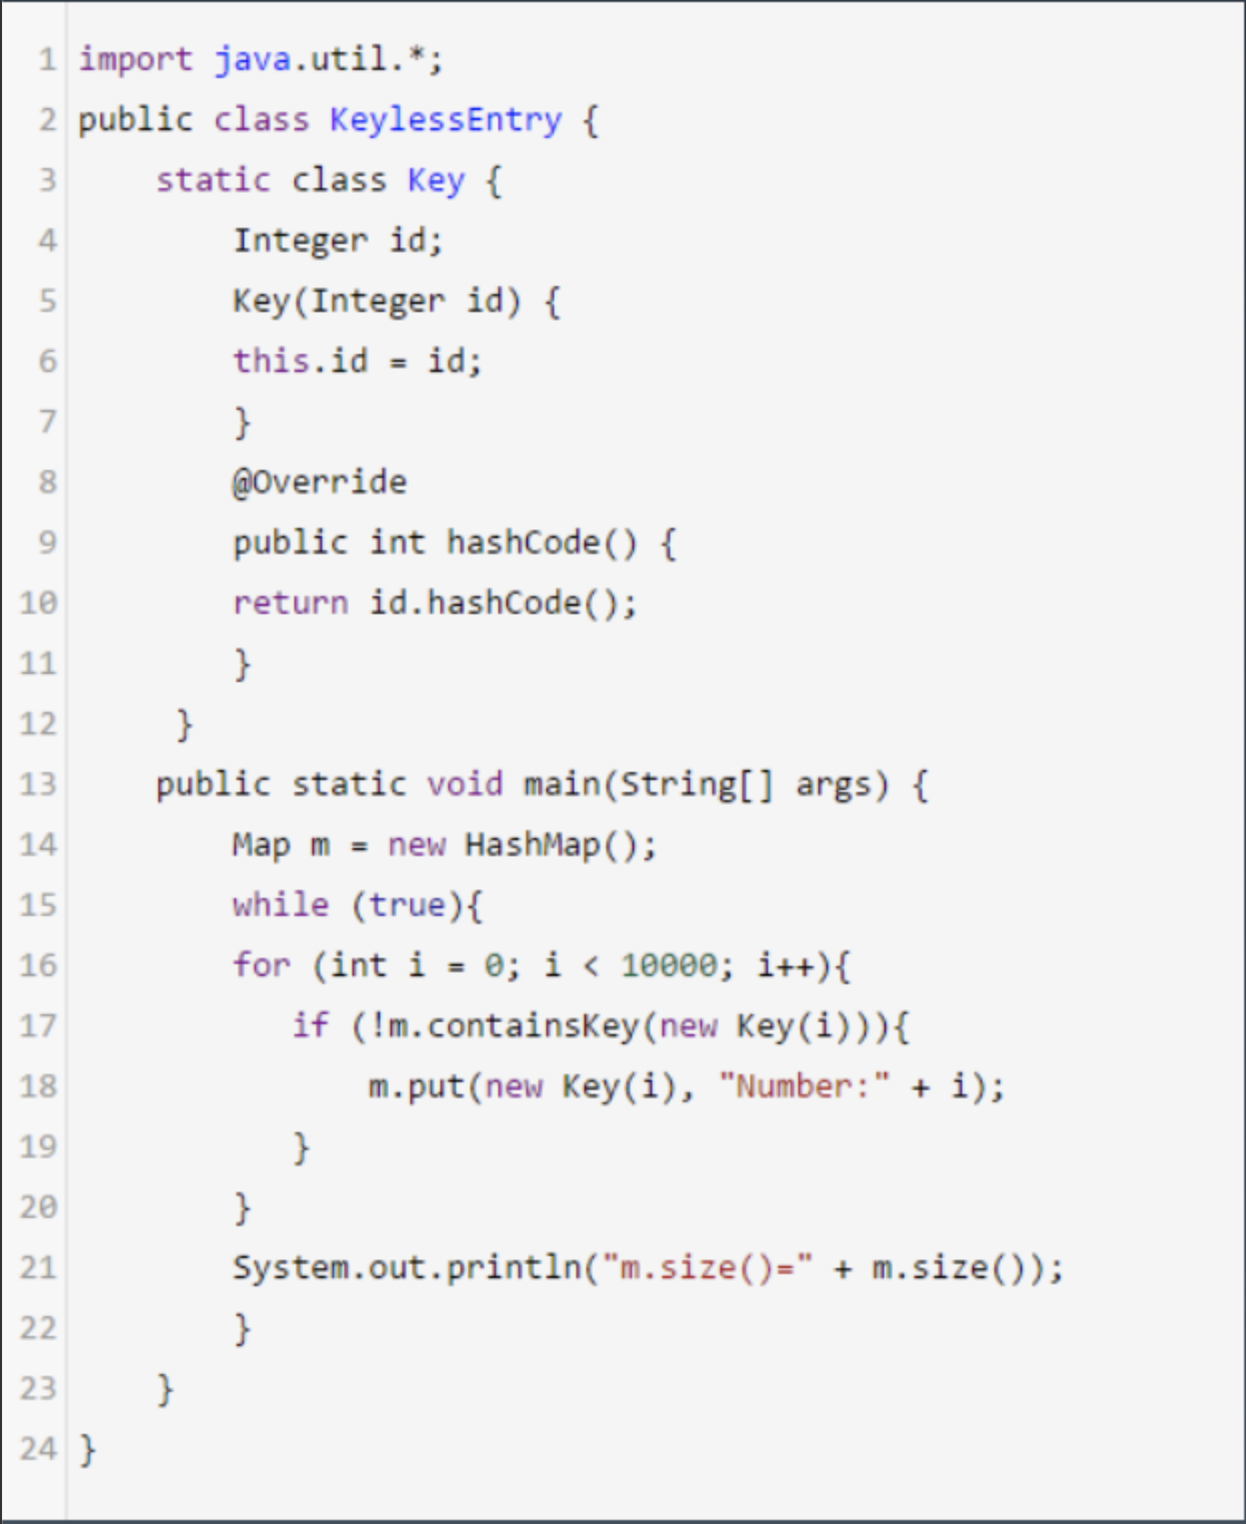 1 import java.util.*;
2 public class KeylessEntry {
3     static class Key {
4         Integer id;
5         Key(Integer id) {
6         this.id = id;
7         }
8         @Override
9         public int hashCode() {
10         return id.hashCode();
11         }
12      }
13     public static void main(String[] args) {
14         Map m = new HashMap();
15         while (true){
16         for (int i = 0; i < 10000; i++){
17            if (!m.containsKey(new Key(i))){
18                m.put(new Key(i), "Number:" + i);
19            }
20         }
21         System.out.println("m.size()=" + m.size());
22         }
23     }
24 }